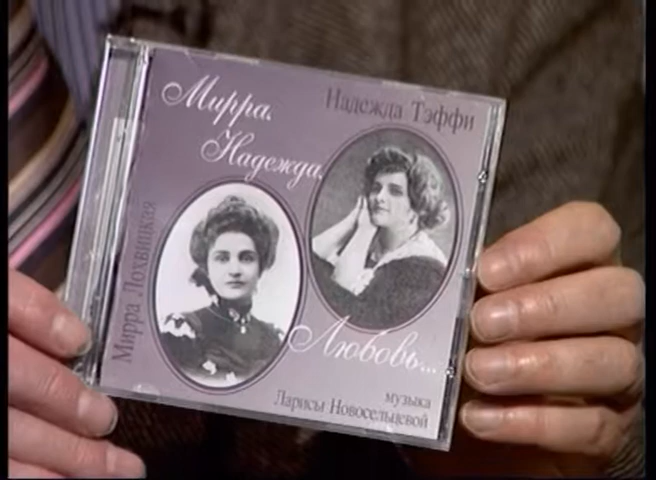 Мирра.
Надежда Тэффи
Надежда.
Мирра Лохвицкая
Любовь...
музыка
Ларисы Новосельцевой